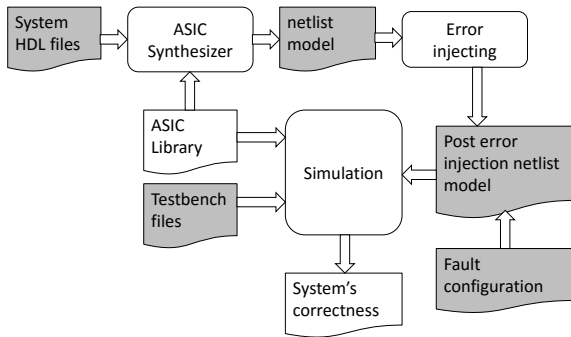 System
HDL files
ASIC
Synthesizer
netlist
model
Error
injecting
ASIC
Library
Testbench
files
Simulation
Post error
injection netlist
model
System's
correctness
Fault
configuration